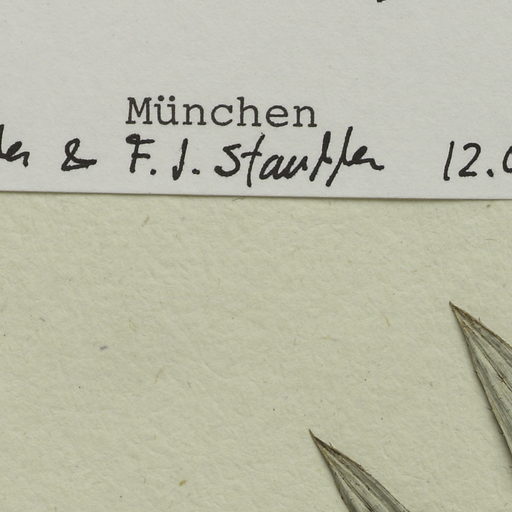 München
& F. J. Stauffer 12.